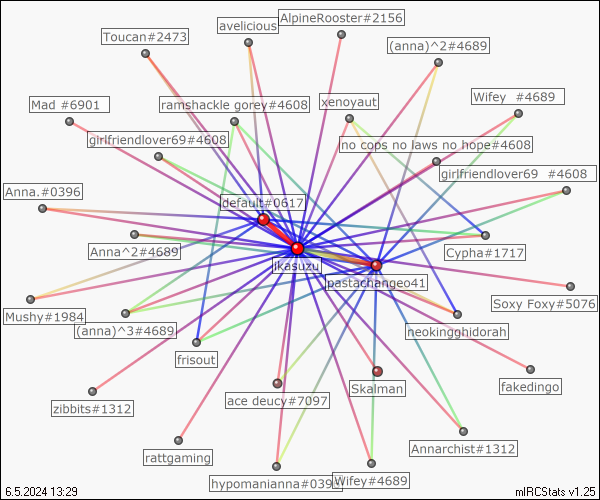 AlpineRooster#2156
avelicious
Toucan#2473
(anna)^2#4689
Mad #6901
ramshackle gorey#4608
xenoyaut
Wifey  #4689
girlfriendlover69#4608
no cops no laws no hope#4608
girlfriendlover69  #4608
Anna.#0396
default#0617
Anna^2#4689
jkasuzu
pastachangeo41
Cypha#1717
Mushy#1984
(anna)^3#4689
Soxy Foxy#5076
neokingghidorah
frisout
ace deucy#7097
Skalman
fakedingo
zibbits#1312
rattgaming
Annarchist#1312
hypomanianna#039
Wifey#4689
6.5.2024 13:29
mIRCStats v1.25